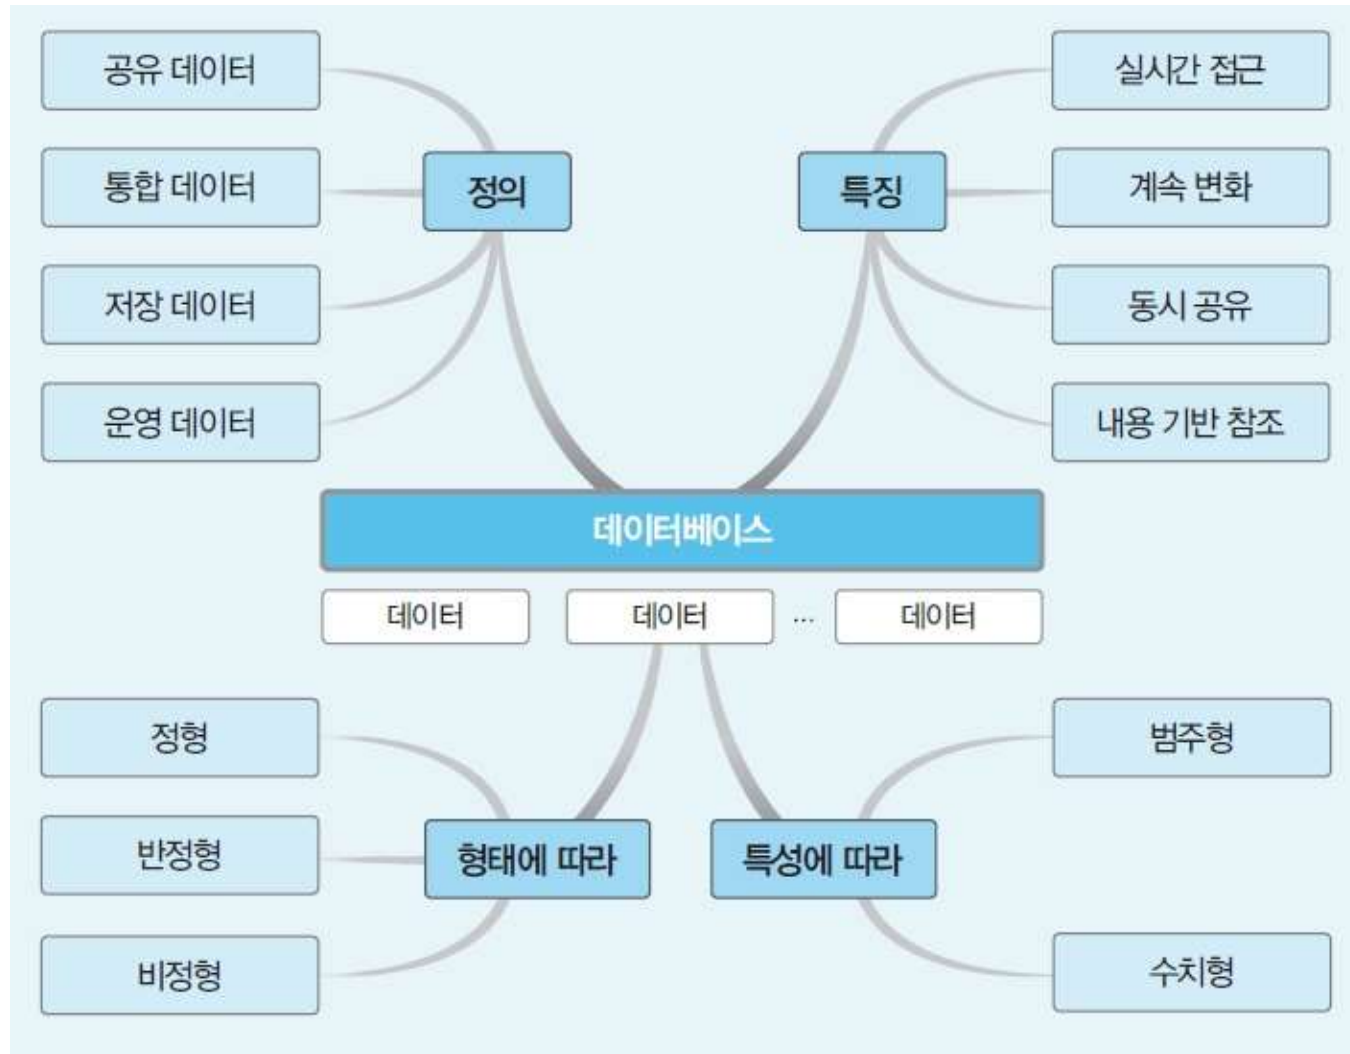 공유 데이터
통합 데이터
저장 데이터
운영 데이터
정의
특징
실시간 접근
계속 변화
동시 공유
내용 기반 참조
데이터베이스
데이터
데이터
...
데이터
정형
반정형
비정형
형태에 따라
특성에 따라
범주형
수치형